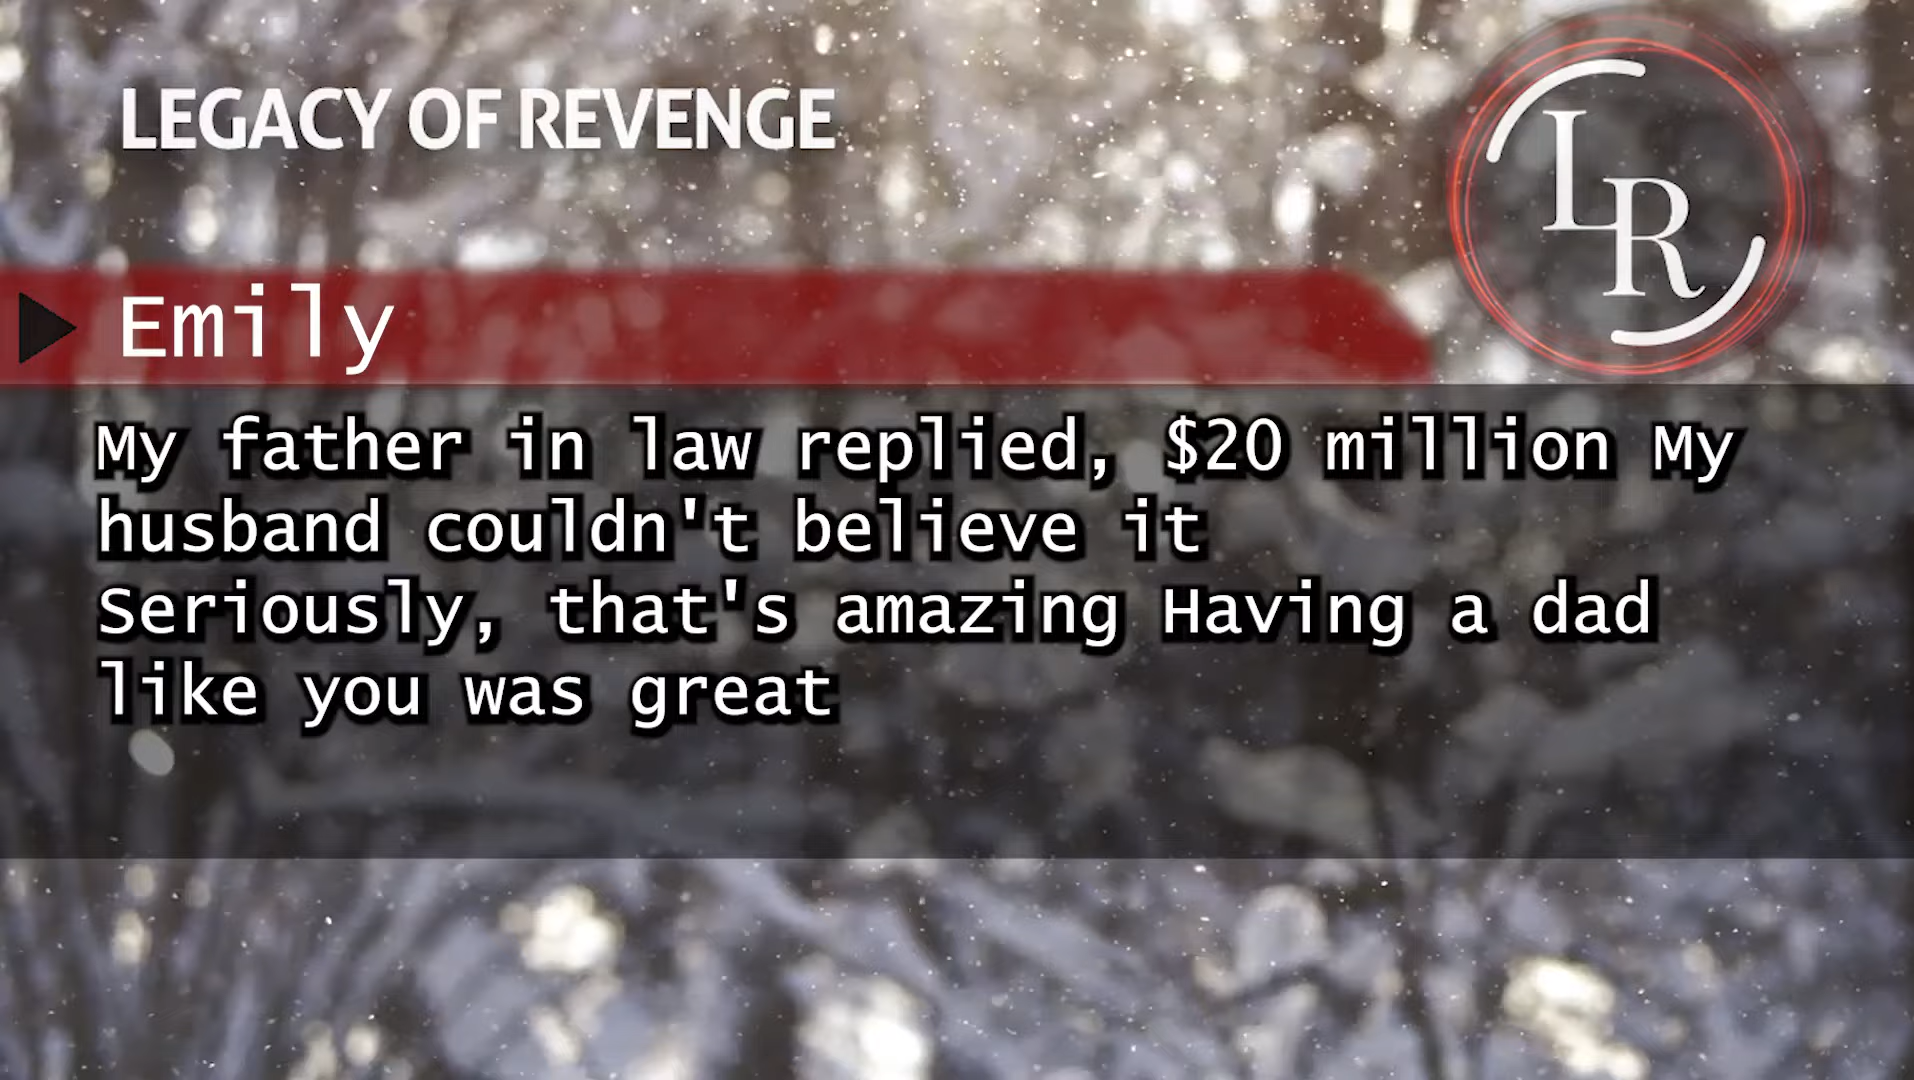 LEGACY OF REVENGE
LR
Emily
My father in law replied, $20 million My
husband couldn't believe it
Seriously, that's amazing Having a dad
like you was great